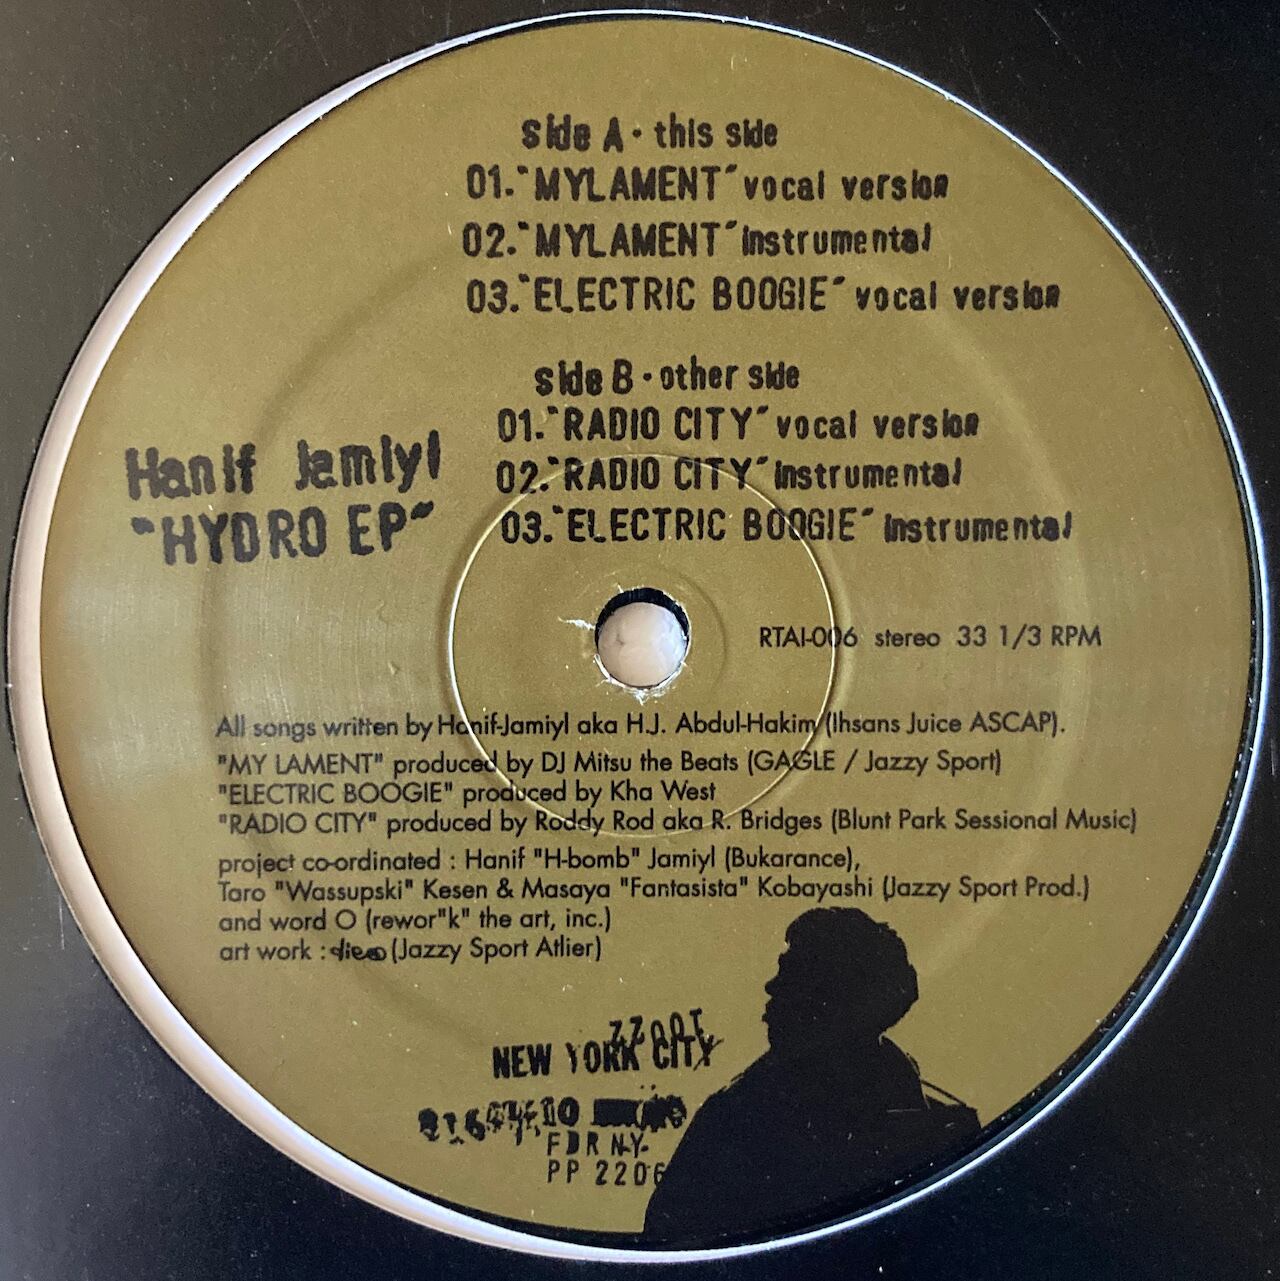 side A · this side
01."MYLAMENT" vocal version
02."MYLAMENT" instrumental
03."ELECTRIC BOOGIE" vocal version
side B · other side
01."RADIO CITY" vocal version
02."RADIO CITY" instrumental
03."ELECTRIC BOOGIE" instrumental
Hanif Jamiyl
"HYDRO EP"
RTAI-006 stereo 33 1/3 RPM
All songs written by Hanif-Jamiyl aka H.J. Abdul-Hakim (Ihsans Juice ASCAP).
"MY LAMENT" produced by DJ Mitsu the Beats (GAGLE / Jazzy Sport)
"ELECTRIC BOOGIE" produced by Kha West
"RADIO CITY" produced by Roddy Rod aka R. Bridges (Blunt Park Sessional Music)
project co-ordinated : Hanif "H-bomb" Jamiyl (Bukarance),
Taro "Wassupski" Kesen & Masaya "Fantasista" Kobayashi (Jazzy Sport Prod.)
and word O (rewor"k" the art, inc.)
art work : (Jazzy Sport Atlier)
NEW YORK CITY
FDR N.Y.
PP 2206